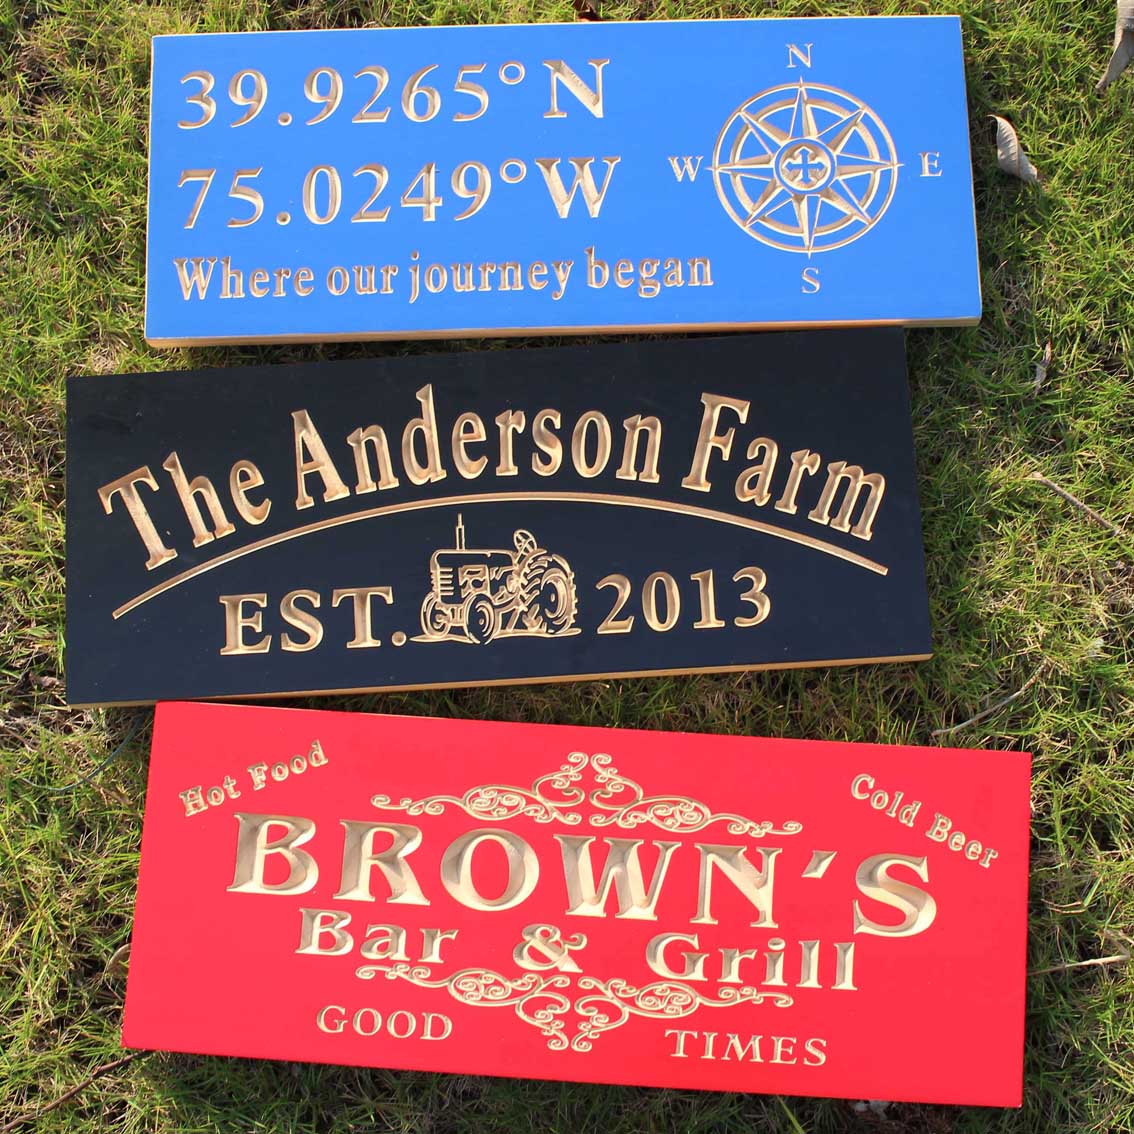 39.9265°N
75.0249°W
Where our journey began
N
W E
S
The Anderson Farm
EST. 2013
Hot Food
Cold Beer
BROWN'S
Bar & Grill
GOOD TIMES